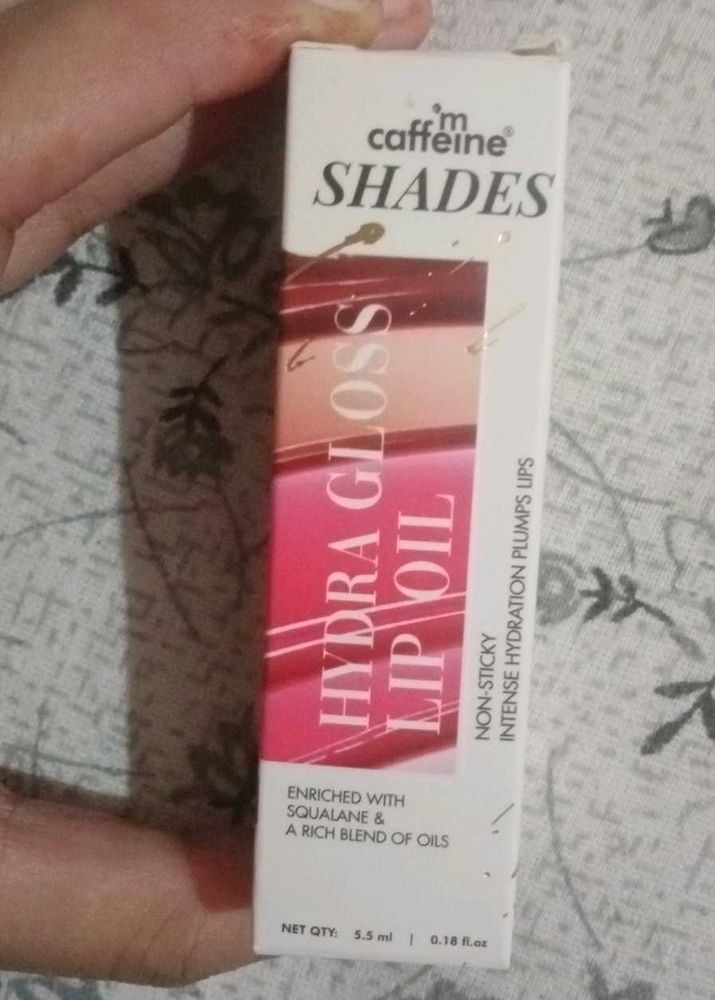 'm
caffeine®
SHADES
HYDRA GLOSS
LIP OIL
NON-STICKY
INTENSE HYDRATION PLUMPS LIPS
ENRICHED WITH
SQUALANE &
A RICH BLEND OF OILS
NET QTY: 5.5 ml | 0.18 fl.oz